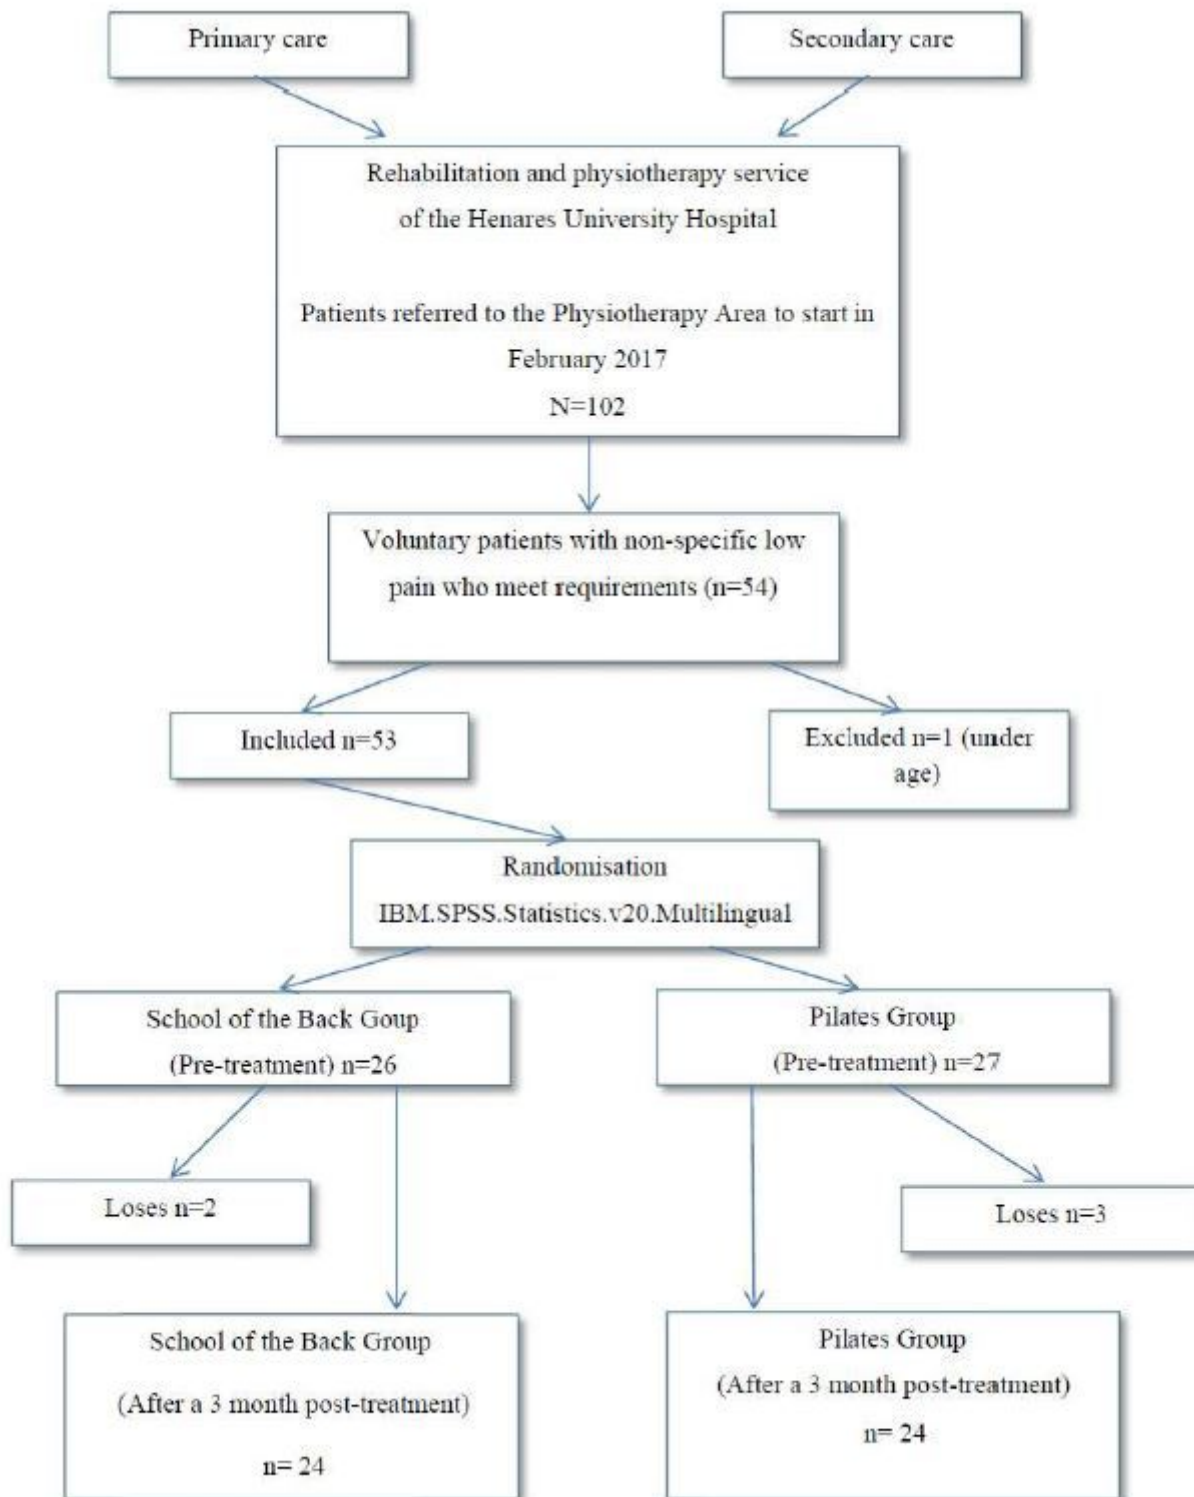 Primary care
Secondary care
Rehabilitation and physiotherapy service
of the Henares University Hospital
Patients referred to the Physiotherapy Area to start in
February 2017
N=102
Voluntary patients with non-specific low
pain who meet requirements (n=54)
Included n=53
Excluded n=1 (under
age)
Randomisation
IBM.SPSS.Statistics.v20.Multilingual
School of the Back Goup
(Pre-treatment) n=26
Pilates Group
(Pre-treatment) n=27
Loses n=2
Loses n=3
School of the Back Group
(After a 3 month post-treatment)
n= 24
Pilates Group
(After a 3 month post-treatment)
n= 24